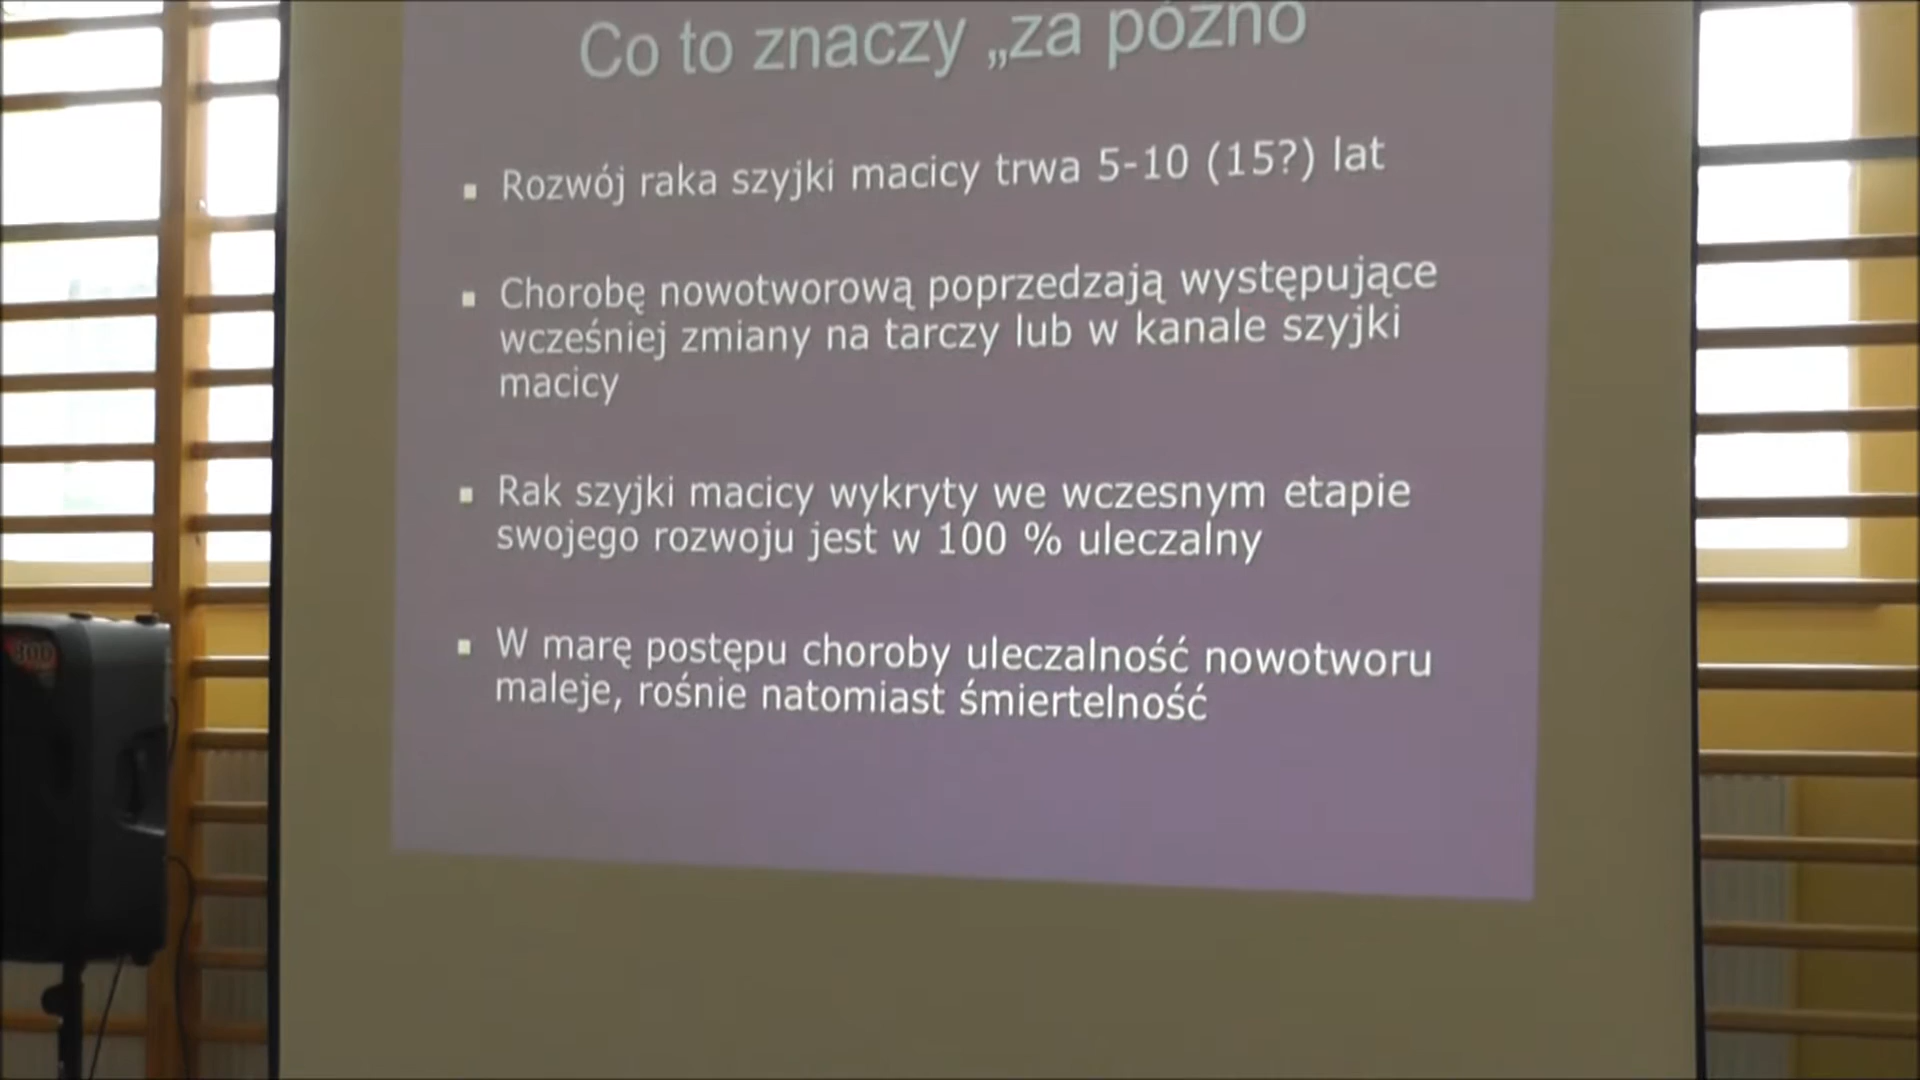 Co to znaczy „za późno
Rozwój raka szyjki macicy trwa 5-10 (15?) lat
Chorobę nowotworową poprzedzają występujące
wcześniej zmiany na tarczy lub w kanale szyjki
macicy
Rak szyjki macicy wykryty we wczesnym etapie
swojego rozwoju jest w 100 % uleczalny
W marę postępu choroby uleczalność nowotworu
maleje, rośnie natomiast śmiertelność
300